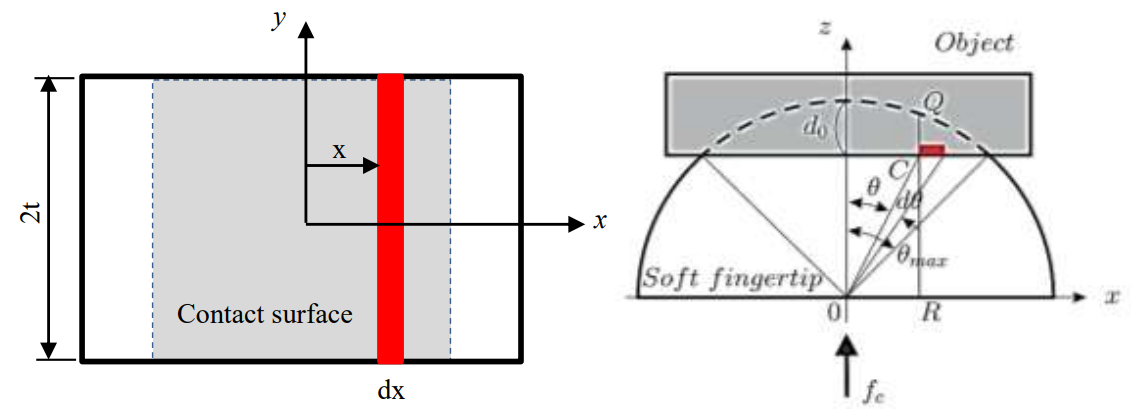 y
x
x
2t
Contact surface
dx
z
Object
Q
d₀
C
θ
dθ
θmax
Soft fingertip
0
R
x
fc